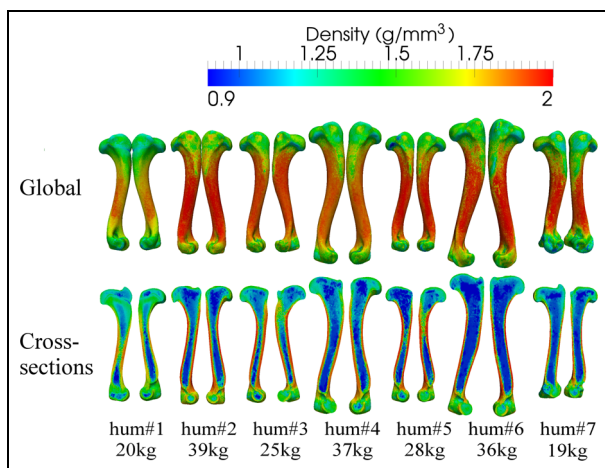 Density (g/mm³)
1 1.25 1.5 1.75
0.9 2
Global
Cross-
sections
hum#1 hum#2 hum#3 hum#4 hum#5 hum#6 hum#7
20kg 39kg 25kg 37kg 28kg 36kg 19kg